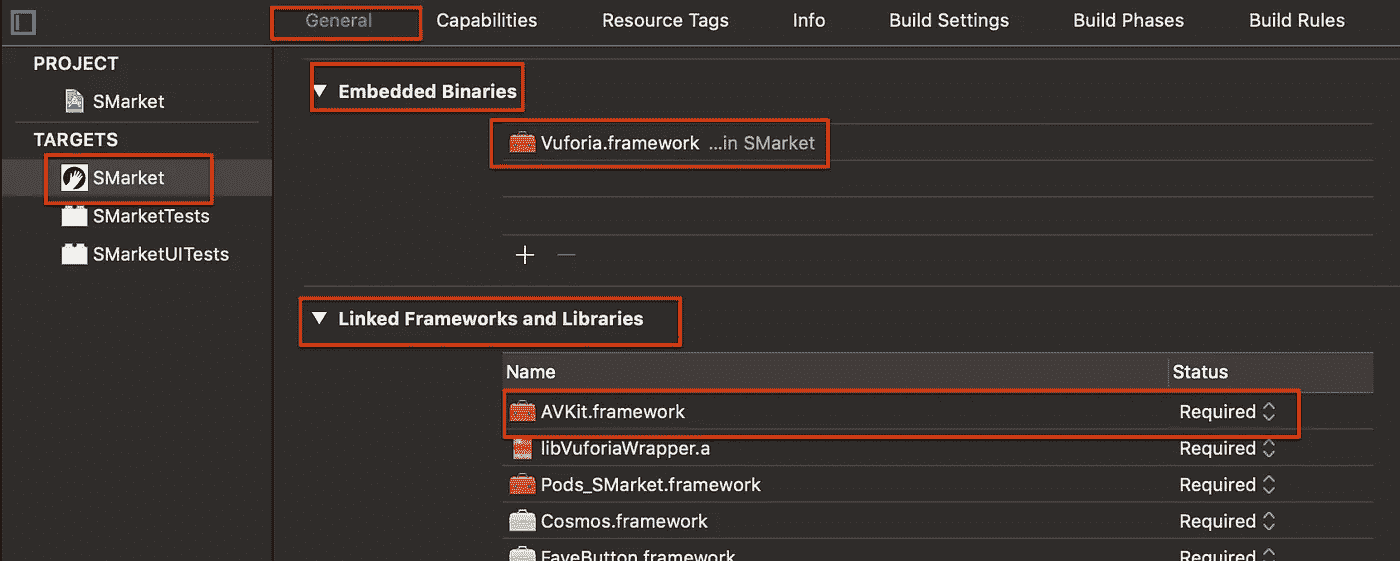 General Capabilities Resource Tags Info Build Settings Build Phases Build Rules
PROJECT
SMarket
TARGETS
SMarket
SMarketTests
SMarketUITests
Embedded Binaries
Vuforia.framework ...in SMarket
Linked Frameworks and Libraries
Name Status
AVKit.framework Required
libVuforiaWrapper.a Required
Pods_SMarket.framework Required
Cosmos.framework Required
FaveButton.framework Required